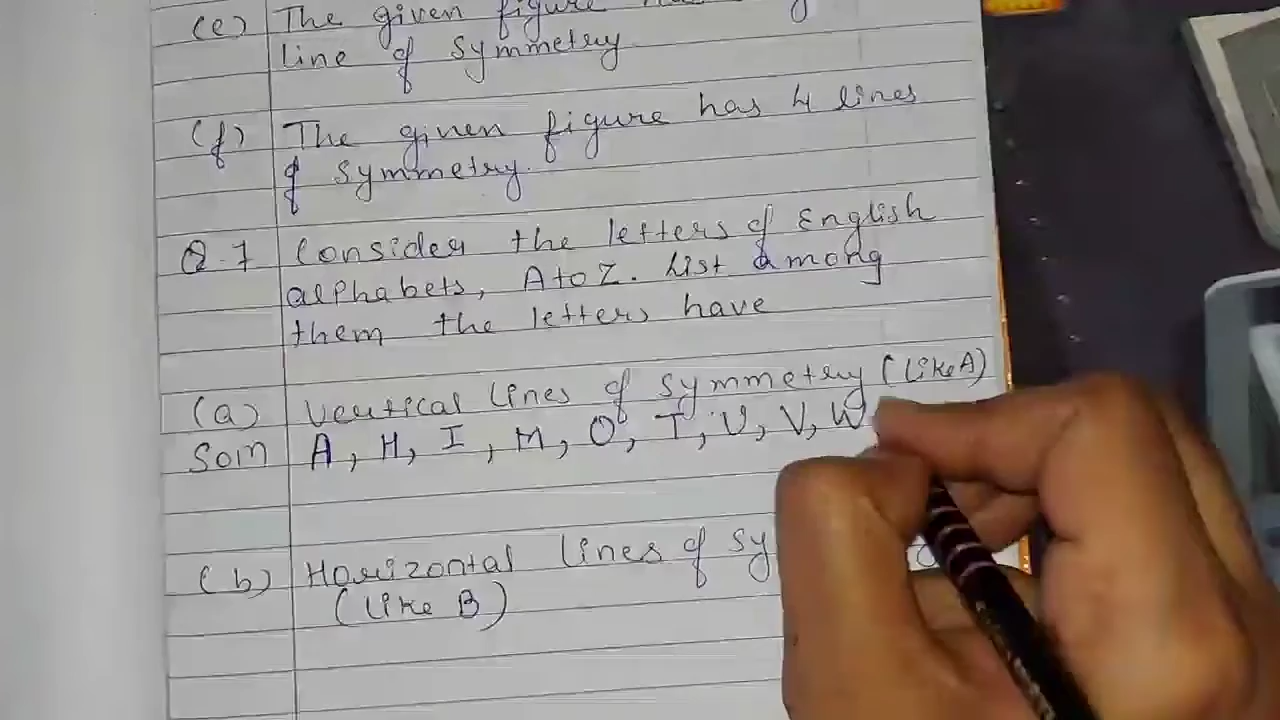 (e) The given figure
line of symmetry
(f) The given figure has 4 lines
of symmetry.
Q.7 Consider the letters of English
alphabets, A to Z. List among
them the letters have
(a) Vertical lines of symmetry (Like A)
Soln A, H, I, M, O, T, U, V, W
(b) Horizontal lines of sy
(Like B)